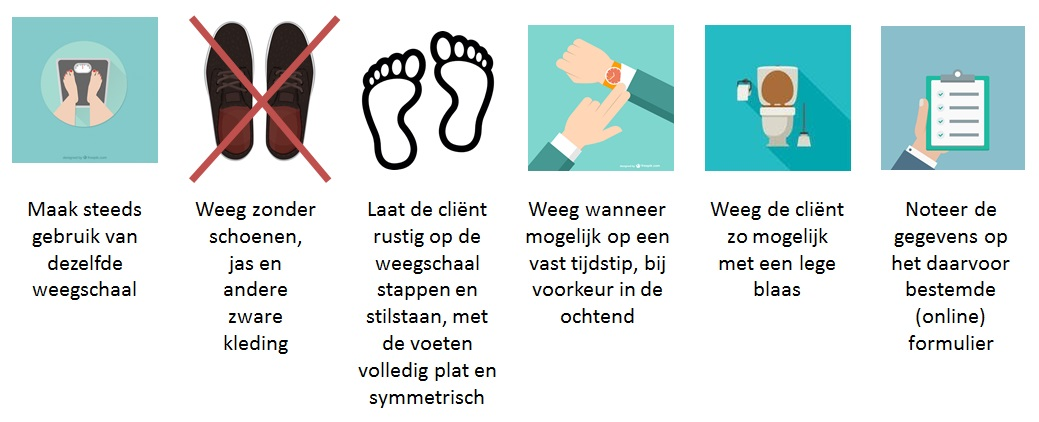 Maak steeds
gebruik van
dezelfde
weegschaal
Weeg zonder
schoenen,
jas en
andere
zware
kleding
Laat de cliënt
rustig op de
weegschaal
stappen en
stilstaan, met
de voeten
volledig plat en
symmetrisch
Weeg wanneer
mogelijk op een
vast tijdstip, bij
voorkeur in de
ochtend
Weeg de cliënt
zo mogelijk
met een lege
blaas
Noteer de
gegevens op
het daarvoor
bestemde
(online)
formulier